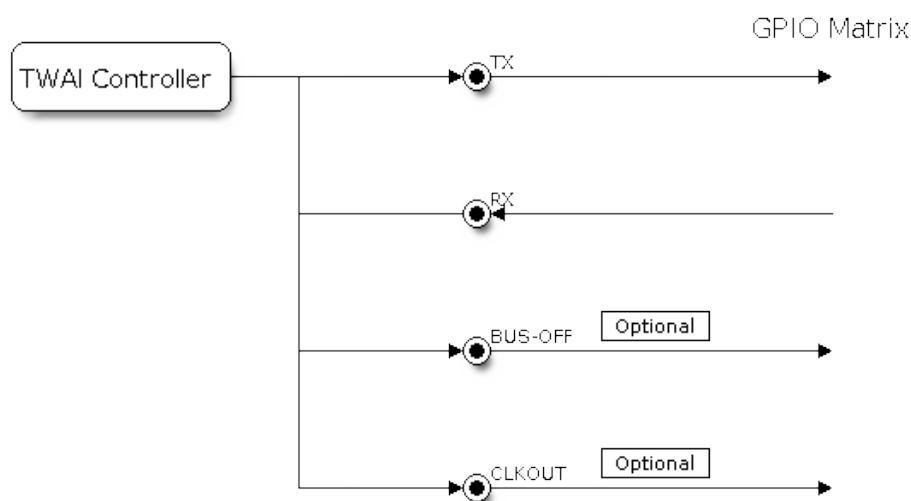 GPIO Matrix
TWAI Controller
TX
RX
BUS-OFF
Optional
CLKOUT
Optional